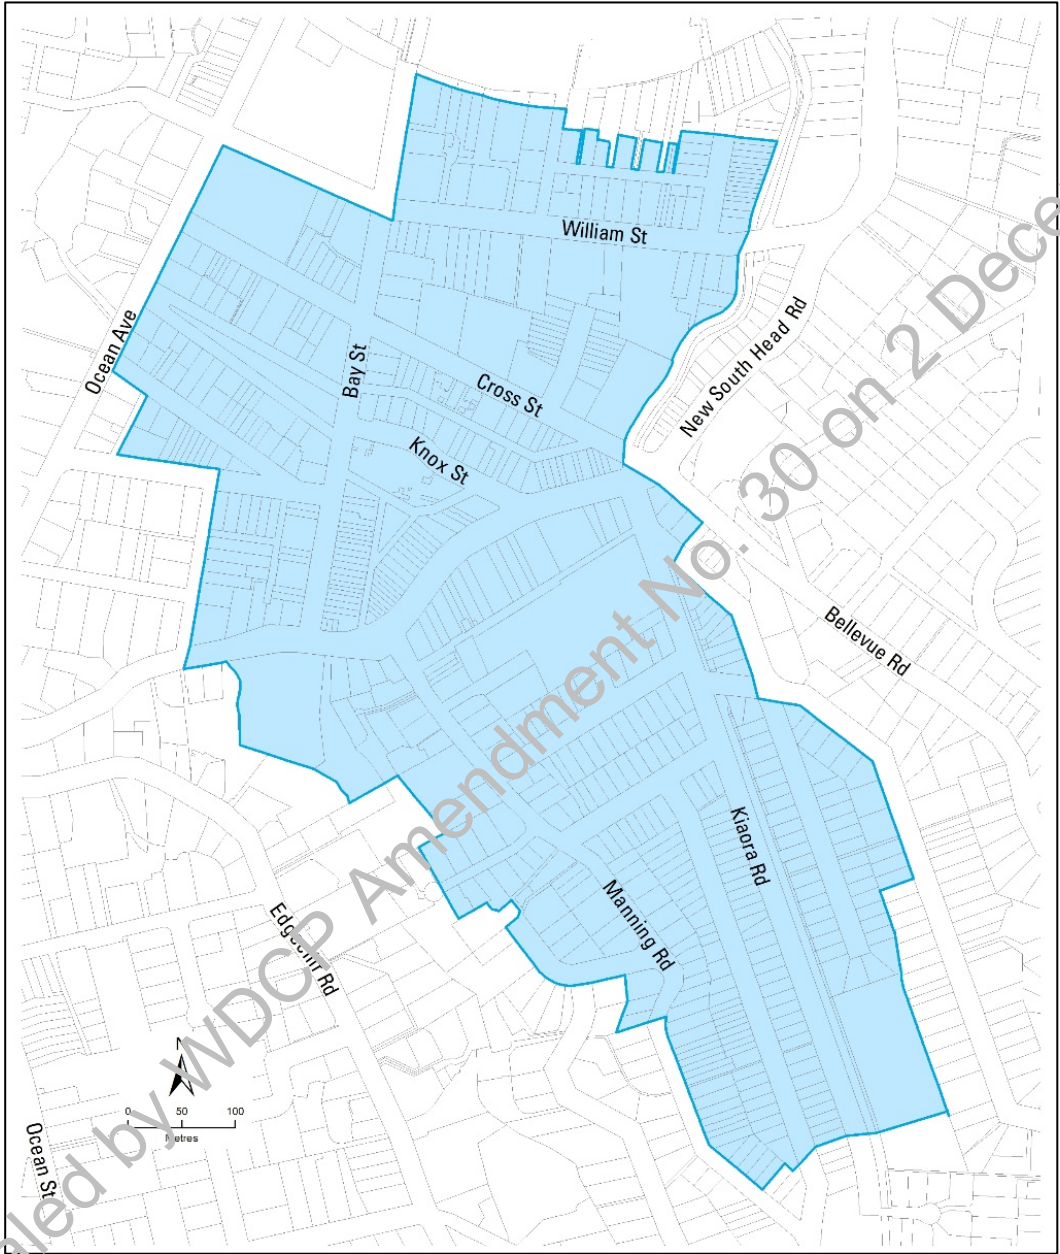 William St
Ocean Ave
New South Head Rd
Bay St
Cross St
Knox St
Bellevue Rd
Kiaora Rd
Manning Rd
Edgecliff Rd
N
0 50 100
Metres
Ocean St
aled by WDCP Amendment No. 30 on 2 Dece